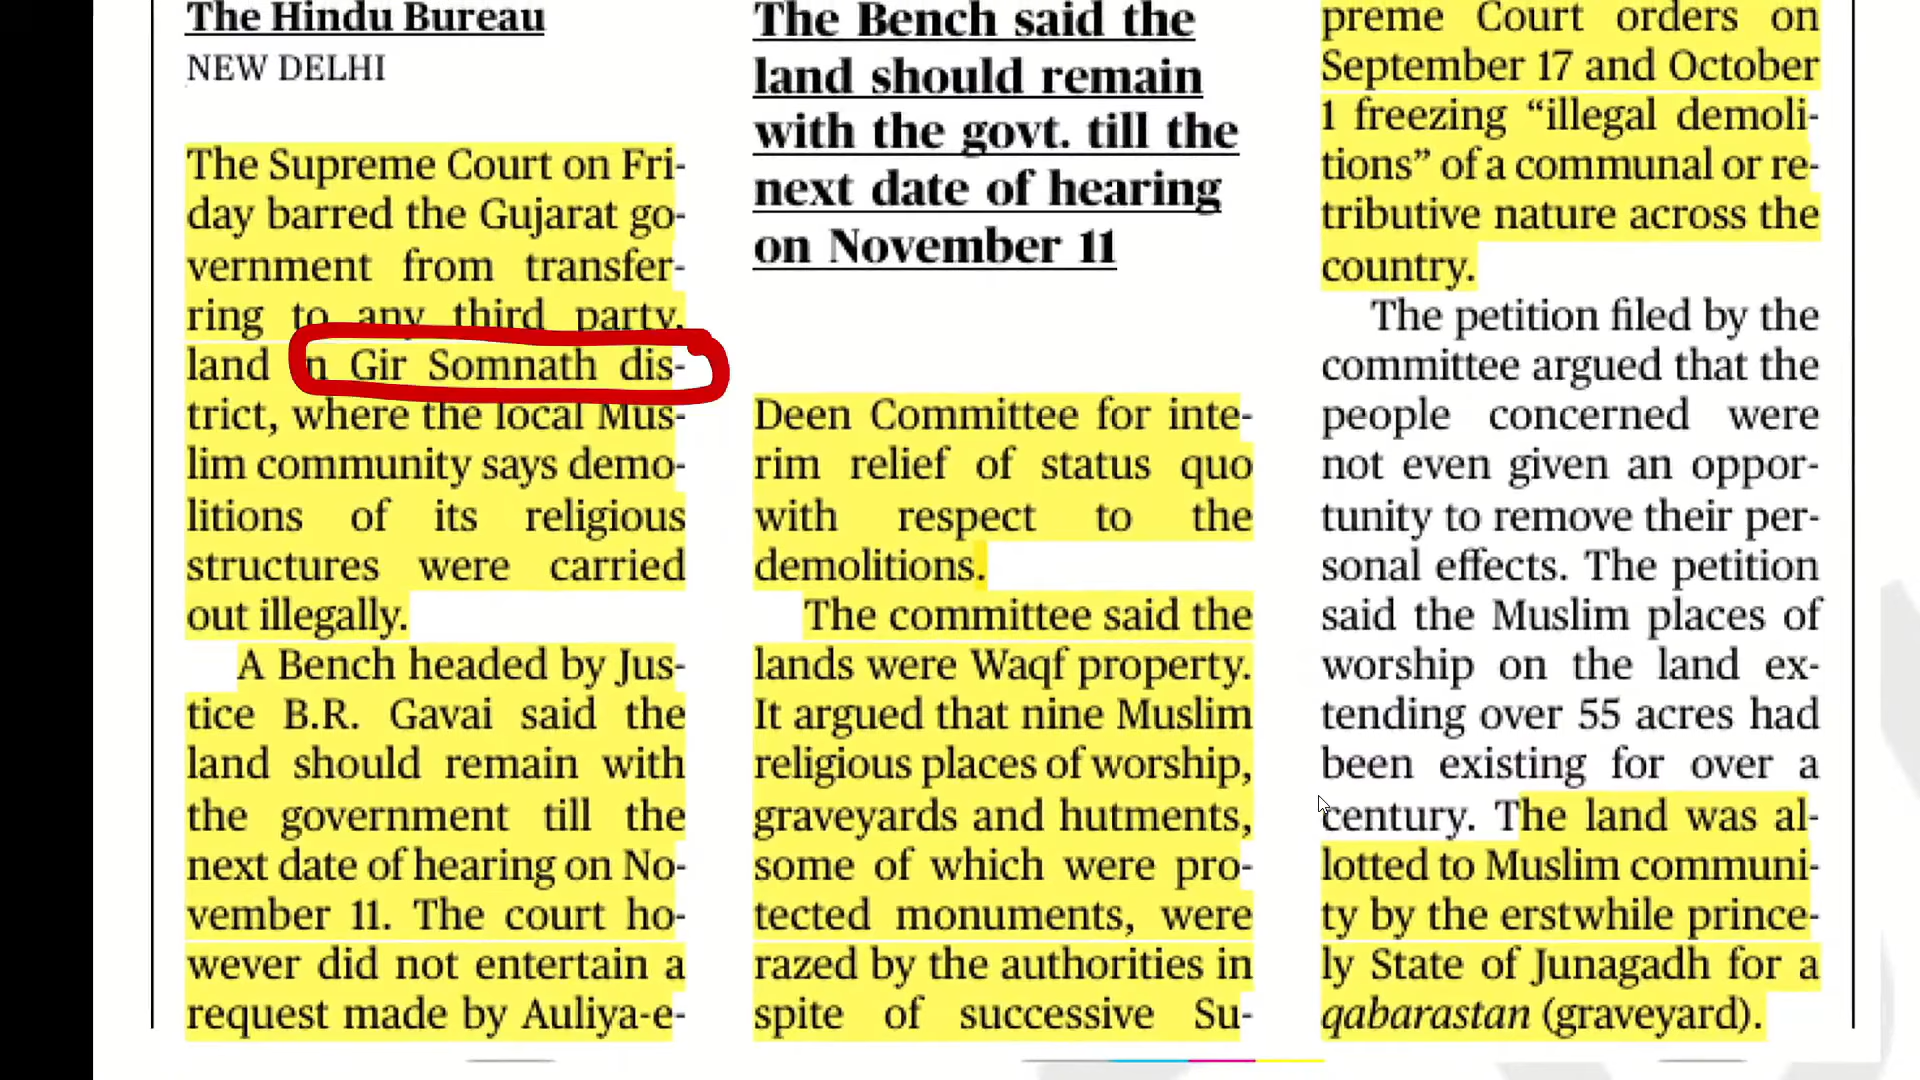 The Hindu Bureau
NEW DELHI
The Supreme Court on Fri-
day barred the Gujarat go-
vernment from transfer-
ring to any third party,
land n Gir Somnath dis-
trict, where the local Mus-
lim community says demo-
litions of its religious
structures were carried
out illegally.
A Bench headed by Jus-
tice B.R. Gavai said the
land should remain with
the government till the
next date of hearing on No-
vember 11. The court ho-
wever did not entertain a
request made by Auliya-e-
The Bench said the
land should remain
with the govt. till the
next date of hearing
on November 11
Deen Committee for inte-
rim relief of status quo
with respect to the
demolitions.
The committee said the
lands were Waqf property.
It argued that nine Muslim
religious places of worship,
graveyards and hutments,
some of which were pro-
tected monuments, were
razed by the authorities in
spite of successive Su-
preme Court orders on
September 17 and October
1 freezing “illegal demoli-
tions” of a communal or re-
tributive nature across the
country.
The petition filed by the
committee argued that the
people concerned were
not even given an oppor-
tunity to remove their per-
sonal effects. The petition
said the Muslim places of
worship on the land ex-
tending over 55 acres had
been existing for over a
century. The land was al-
lotted to Muslim communi-
ty by the erstwhile prince-
ly State of Junagadh for a
qabarastan (graveyard).